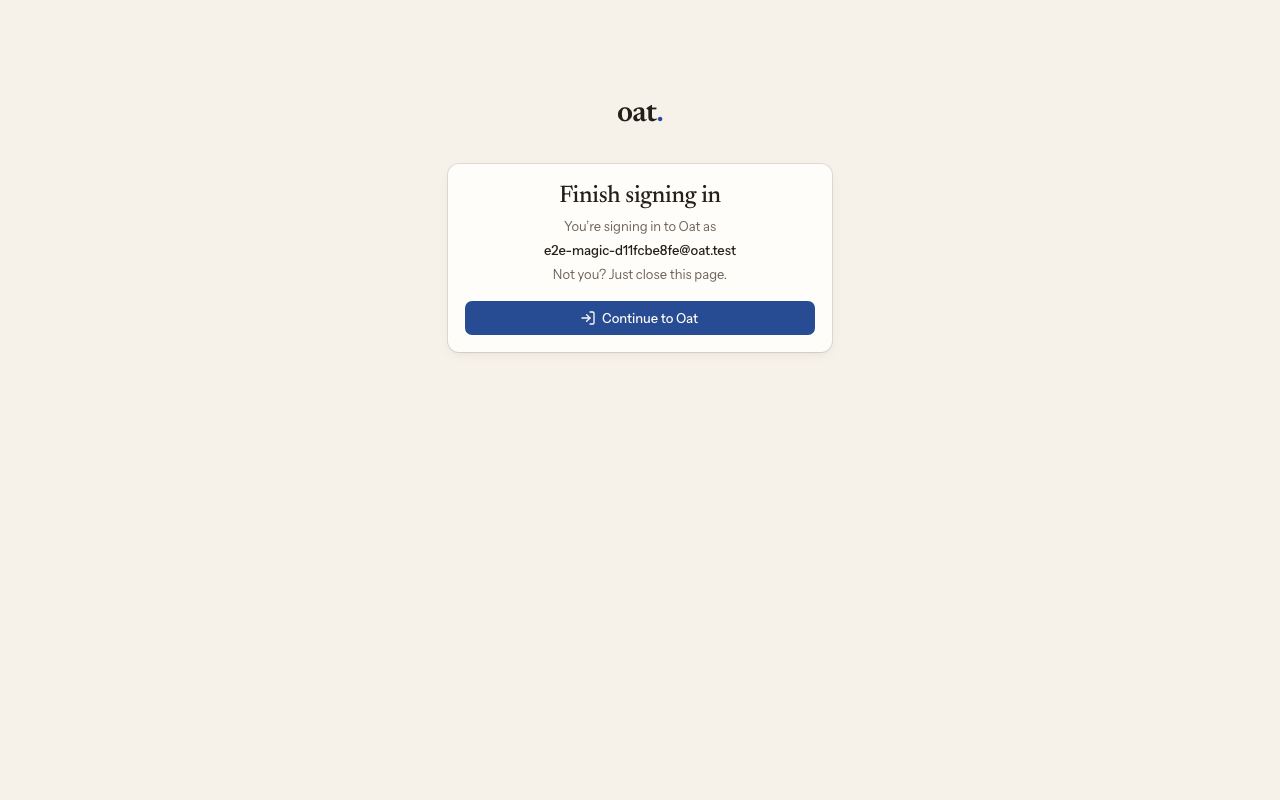 oat.
Finish signing in
You're signing in to Oat as
e2e-magic-d11fcbe8fe@oat.test
Not you? Just close this page.
Continue to Oat